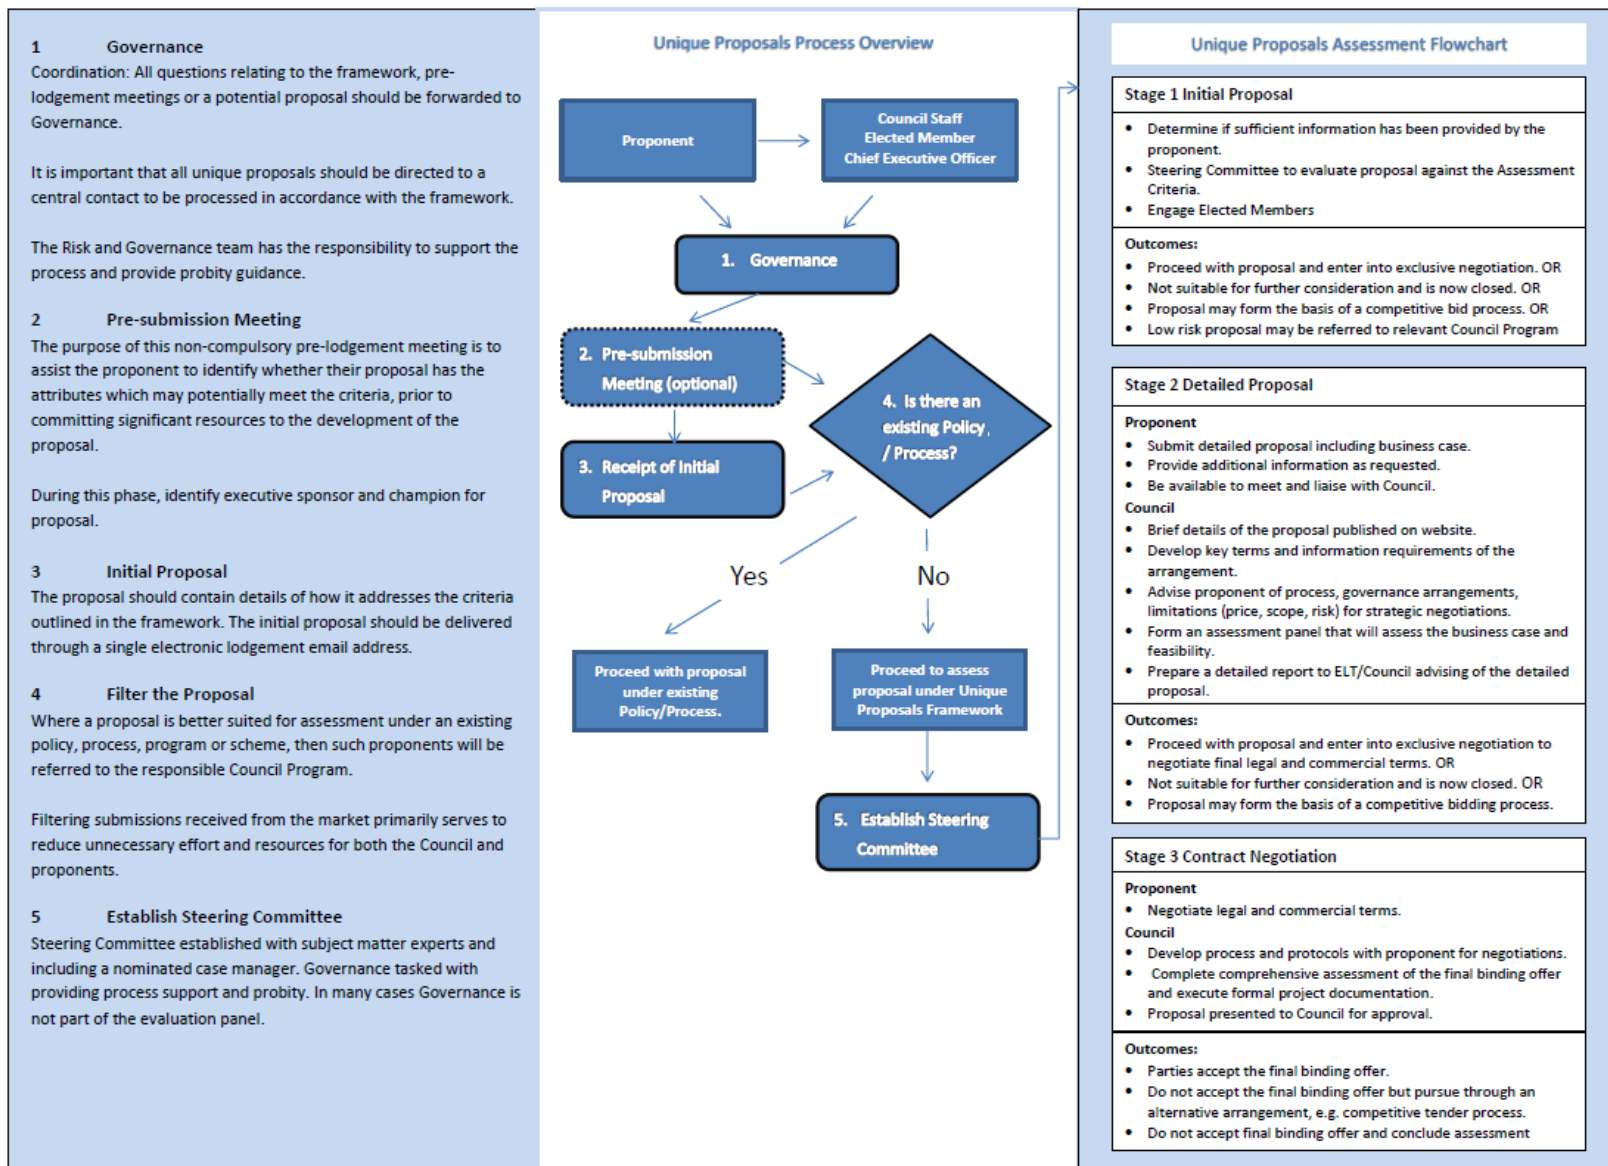 1 Governance
Coordination: All questions relating to the framework, pre-
lodgement meetings or a potential proposal should be forwarded to
Governance.
It is important that all unique proposals should be directed to a
central contact to be processed in accordance with the framework.
The Risk and Governance team has the responsibility to support the
process and provide probity guidance.
2 Pre-submission Meeting
The purpose of this non-compulsory pre-lodgement meeting is to
assist the proponent to identify whether their proposal has the
attributes which may potentially meet the criteria, prior to
committing significant resources to the development of the
proposal.
During this phase, identify executive sponsor and champion for
proposal.
3 Initial Proposal
The proposal should contain details of how it addresses the criteria
outlined in the framework. The initial proposal should be delivered
through a single electronic lodgement email address.
4 Filter the Proposal
Where a proposal is better suited for assessment under an existing
policy, process, program or scheme, then such proponents will be
referred to the responsible Council Program.
Filtering submissions received from the market primarily serves to
reduce unnecessary effort and resources for both the Council and
proponents.
5 Establish Steering Committee
Steering Committee established with subject matter experts and
including a nominated case manager. Governance tasked with
providing process support and probity. In many cases Governance is
not part of the evaluation panel.
Unique Proposals Process Overview
Proponent
Council Staff
Elected Member
Chief Executive Officer
1. Governance
2. Pre-submission
Meeting (optional)
3. Receipt of Initial
Proposal
4. Is there an
existing Policy
/ Process?
Yes
No
Proceed with proposal
under existing
Policy/Process.
Proceed to assess
proposal under Unique
Proposals Framework
5. Establish Steering
Committee
Unique Proposals Assessment Flowchart
Stage 1 Initial Proposal
• Determine if sufficient information has been provided by the
proponent.
• Steering Committee to evaluate proposal against the Assessment
Criteria.
• Engage Elected Members
Outcomes:
• Proceed with proposal and enter into exclusive negotiation. OR
• Not suitable for further consideration and is now closed. OR
• Proposal may form the basis of a competitive bid process. OR
• Low risk proposal may be referred to relevant Council Program
Stage 2 Detailed Proposal
Proponent
• Submit detailed proposal including business case.
• Provide additional information as requested.
• Be available to meet and liaise with Council.
Council
• Brief details of the proposal published on website.
• Develop key terms and information requirements of the
arrangement.
• Advise proponent of process, governance arrangements,
limitations (price, scope, risk) for strategic negotiations.
• Form an assessment panel that will assess the business case and
feasibility.
• Prepare a detailed report to ELT/Council advising of the detailed
proposal.
Outcomes:
• Proceed with proposal and enter into exclusive negotiation to
negotiate final legal and commercial terms. OR
• Not suitable for further consideration and is now closed. OR
• Proposal may form the basis of a competitive bidding process.
Stage 3 Contract Negotiation
Proponent
• Negotiate legal and commercial terms.
Council
• Develop process and protocols with proponent for negotiations.
• Complete comprehensive assessment of the final binding offer
and execute formal project documentation.
• Proposal presented to Council for approval.
Outcomes:
• Parties accept the final binding offer.
• Do not accept the final binding offer but pursue through an
alternative arrangement, e.g. competitive tender process.
• Do not accept final binding offer and conclude assessment